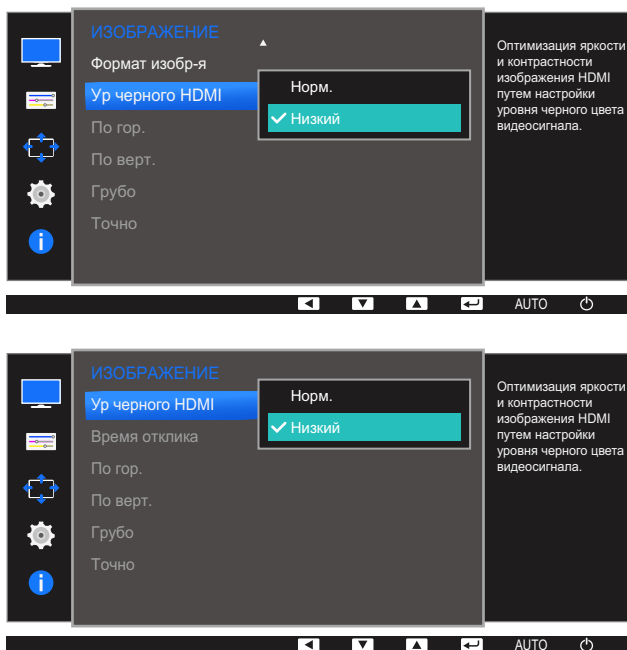 ИЗОБРАЖЕНИЕ
Формат изобр-я
Ур черного HDMI
Норм.
Низкий
По гор.
По верт.
Грубо
Точно
Оптимизация яркости
и контрастности
изображения HDMI
путем настройки
уровня черного цвета
видеосигнала.
AUTO
ИЗОБРАЖЕНИЕ
Ур черного HDMI
Норм.
Низкий
Время отклика
По гор.
По верт.
Грубо
Точно
Оптимизация яркости
и контрастности
изображения HDMI
путем настройки
уровня черного цвета
видеосигнала.
AUTO